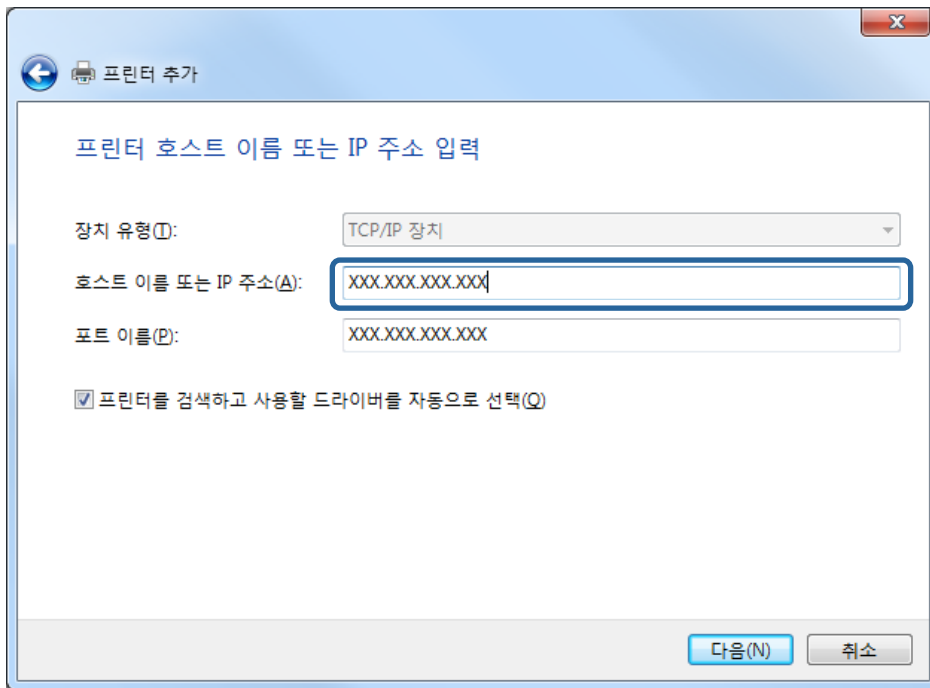 프린터 추가
프린터 호스트 이름 또는 IP 주소 입력
장치 유형(T): TCP/IP 장치
호스트 이름 또는 IP 주소(A): XXX.XXX.XXX.XXX
포트 이름(P): XXX.XXX.XXX.XXX
프린터를 검색하고 사용할 드라이버를 자동으로 선택(Q)
다음(N) 취소